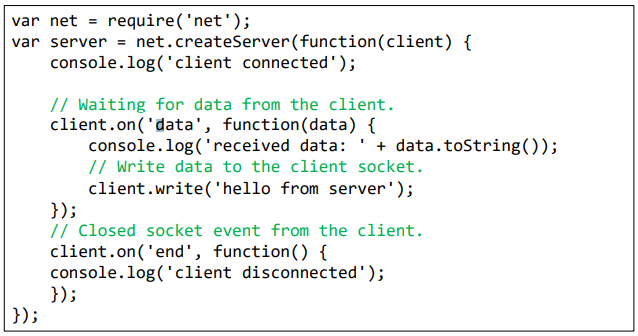 var net = require('net');
var server = net.createServer(function(client) {
    console.log('client connected');

    // Waiting for data from the client.
    client.on('data', function(data) {
        console.log('received data: ' + data.toString());
        // Write data to the client socket.
        client.write('hello from server');
    });
    // Closed socket event from the client.
    client.on('end', function() {
    console.log('client disconnected');
    });
});